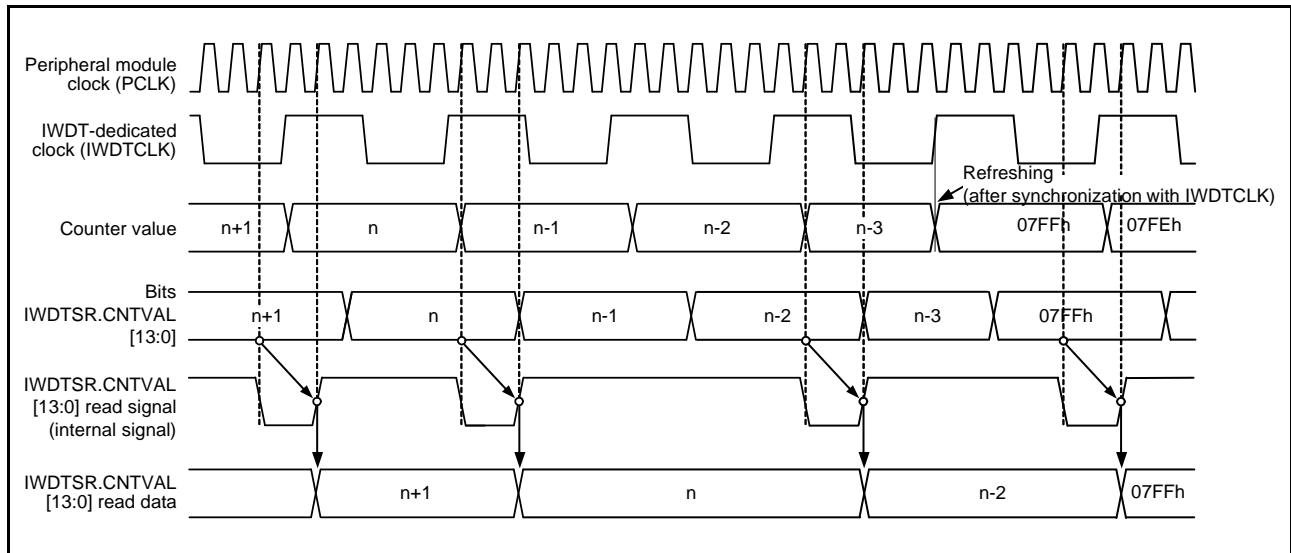 Peripheral module
clock (PCLK)
IWDT-dedicated
clock (IWDTCLK)
Refreshing
(after synchronization with IWDTCLK)
Counter value
n+1
n
n-1
n-2
n-3
07FFh
07FEh
Bits
IWDTSR.CNTVAL
[13:0]
n+1
n
n-1
n-2
n-3
07FFh
IWDTSR.CNTVAL
[13:0] read signal
(internal signal)
IWDTSR.CNTVAL
[13:0] read data
n+1
n
n-2
07FFh